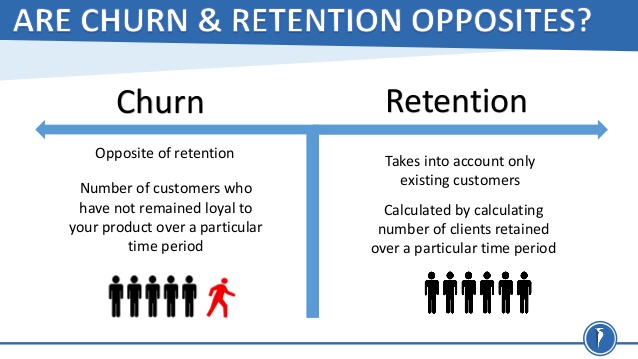 ARE CHURN & RETENTION OPPOSITES?
Churn
Opposite of retention
Number of customers who
have not remained loyal to
your product over a particular
time period
Retention
Takes into account only
existing customers
Calculated by calculating
number of clients retained
over a particular time period